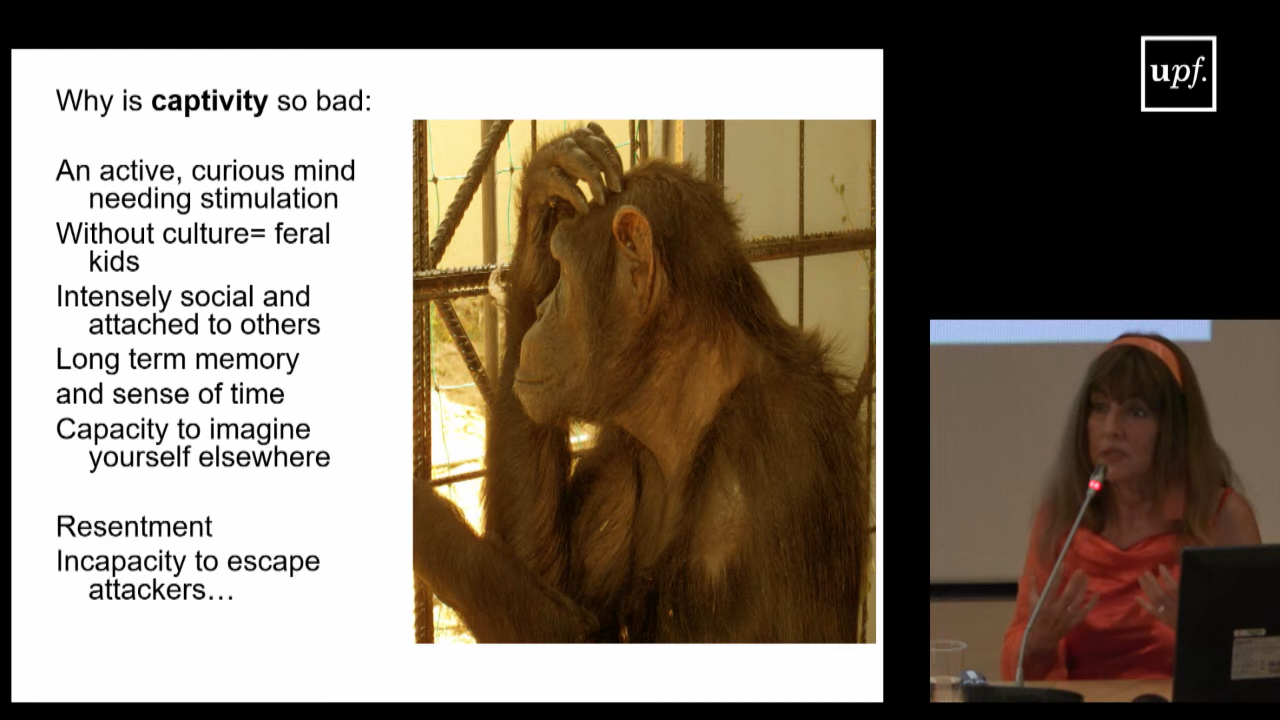 Why is captivity so bad:
An active, curious mind
needing stimulation
Without culture= feral
kids
Intensely social and
attached to others
Long term memory
and sense of time
Capacity to imagine
yourself elsewhere
Resentment
Incapacity to escape
attackers…
upf.